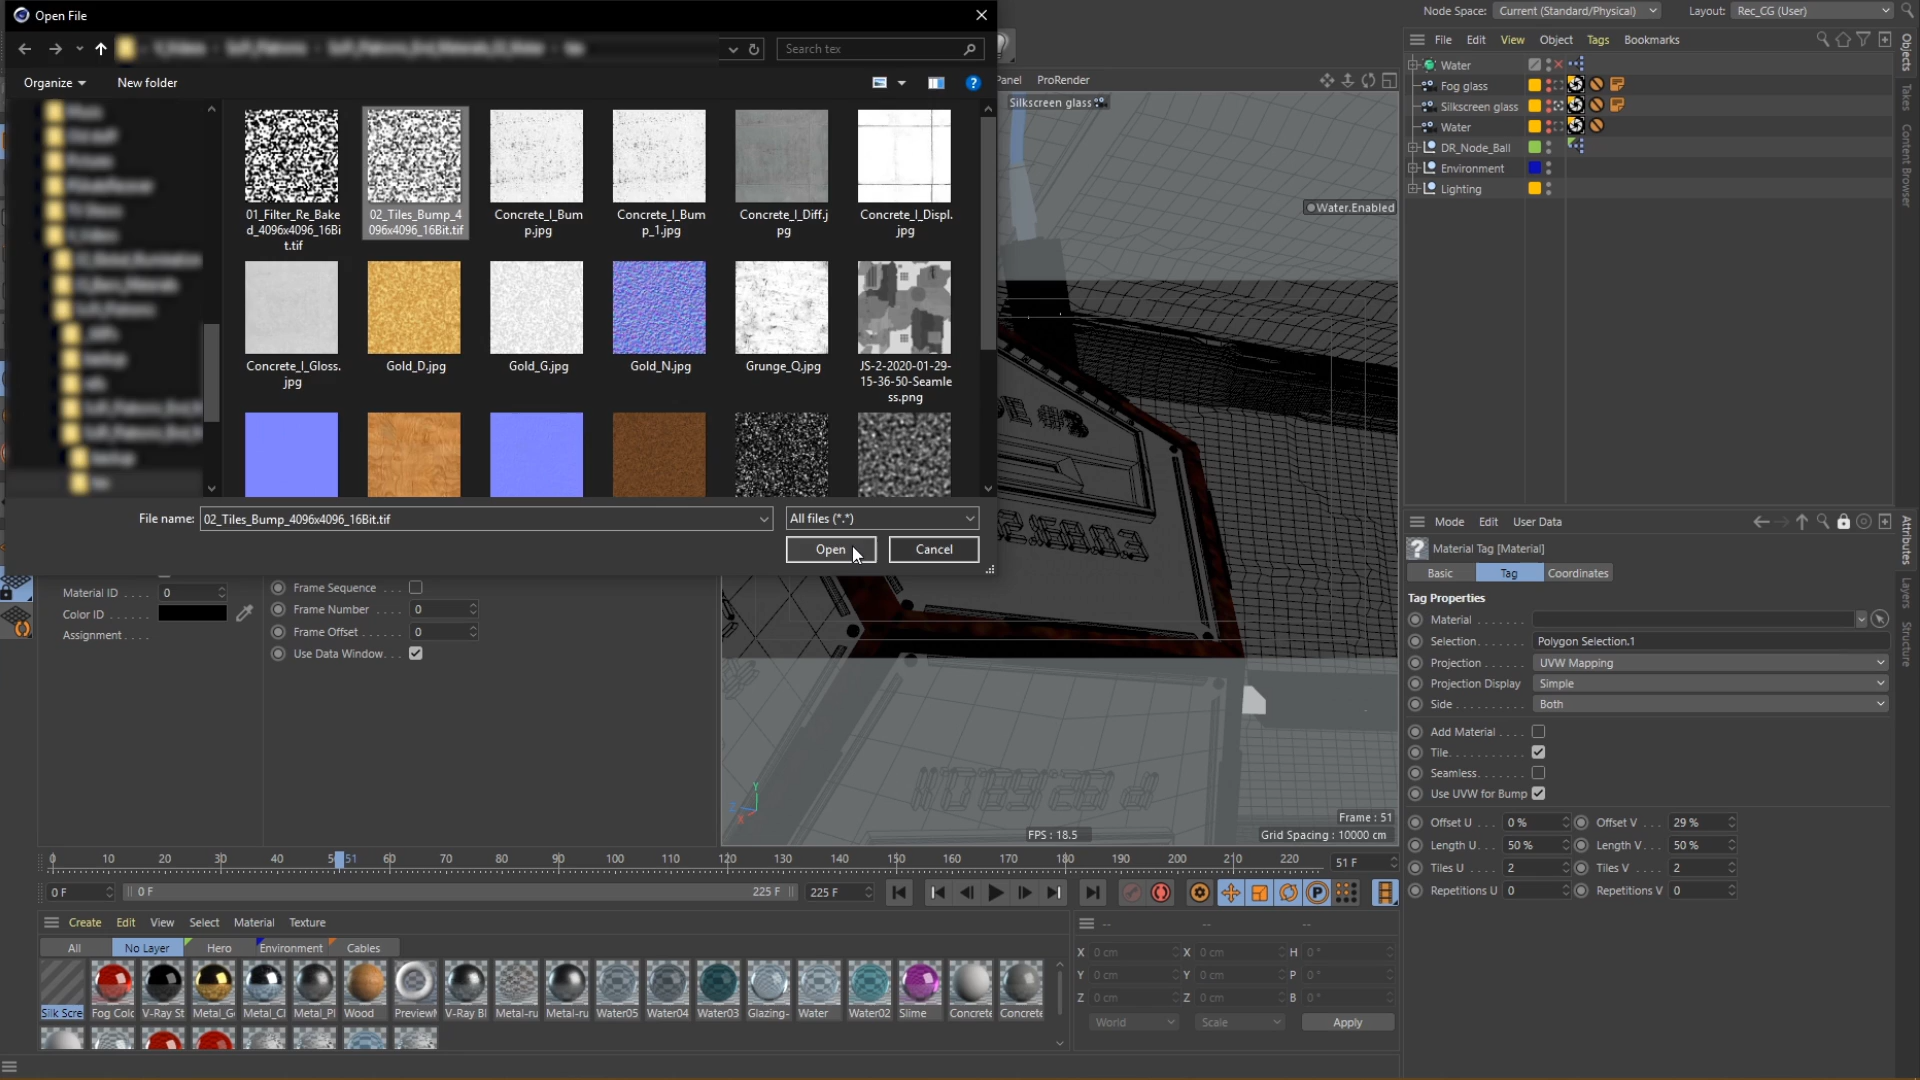 Open File
Search tex
Organize
New folder
01_Filter_Re_Bake
d_4096x4096_16Bi
t.tif
02_Tiles_Bump_4
096x4096_16Bit.tif
Concrete_I_Bum
p.jpg
Concrete_I_Bum
p_1.jpg
Concrete_I_Diff.j
pg
Concrete_I_Displ.
jpg
Concrete_I_Gloss.
jpg
Gold_D.jpg
Gold_G.jpg
Gold_N.jpg
Grunge_Q.jpg
JS-2-2020-01-29-
15-36-50-Seamle
ss.png
File name: 02_Tiles_Bump_4096x4096_16Bit.tif
All files (*.*)
Open
Cancel
Material ID . . . . 0
Color ID
Assignment
Frame Sequence
Frame Number 0
Frame Offset 0
Use Data Window
Panel ProRender
Silkscreen glass
Water.Enabled
FPS : 18.5
Frame : 51
Grid Spacing : 10000 cm
Y
Z
X
Node Space: Current (Standard/Physical) Layout: Rec_CG (User)
File Edit View Object Tags Bookmarks
Water
Fog glass
Silkscreen glass
Water
DR_Node_Ball
Environment
Lighting
Objects
Takes
Content Browser
Mode Edit User Data
Material Tag [Material]
Basic Tag Coordinates
Tag Properties
Material
Selection Polygon Selection.1
Projection UVW Mapping
Projection Display Simple
Side Both
Add Material
Tile
Seamless
Use UVW for Bump
Offset U 0 % Offset V 29 %
Length U 50 % Length V 50 %
Tiles U 2 Tiles V 2
Repetitions U 0 Repetitions V 0
Attributes
Layers
Structure
0 10 20 30 40 51 60 70 80 90 100 110 120 130 140 150 160 170 180 190 200 210 220 51 F
0 F 0 F 225 F 225 F
Create Edit View Select Material Texture
All No Layer Hero Environment Cables
Silk Scre Fog Colo V-Ray St Metal_G Metal_Cl Metal_Pl Wood PreviewM V-Ray Bl Metal-ru Metal-ru Water05 Water04 Water03 Glazing- Water Water02 Slime Concrete Concrete
-- -- --
X 0 cm X 0 cm H 0 °
Y 0 cm Y 0 cm P 0 °
Z 0 cm Z 0 cm B 0 °
World Scale Apply